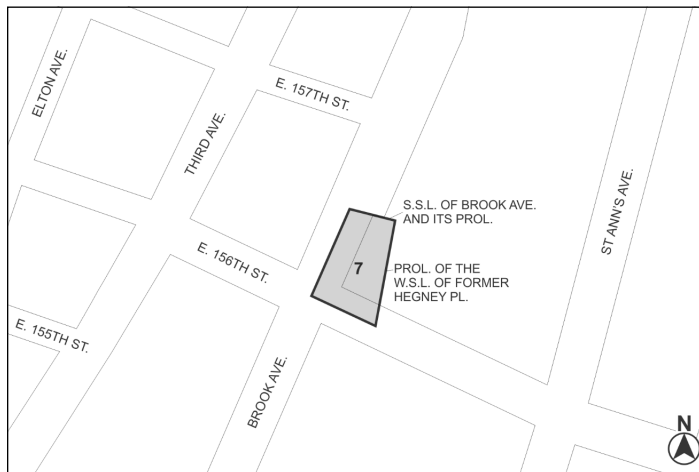 ELTON AVE.
THIRD AVE.
E. 157TH ST.
ST ANN'S AVE.
S.S.L. OF BROOK AVE.
AND ITS PROL.
E. 156TH ST.
7
PROL. OF THE
W.S.L. OF FORMER
HEGNEY PL.
E. 155TH ST.
BROOK AVE.
N